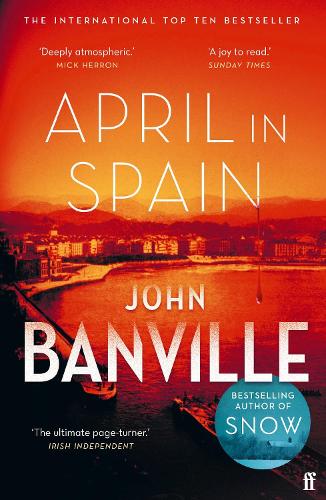 THE INTERNATIONAL TOP TEN BESTSELLER
'Deeply atmospheric.'
MICK HERRON
'A joy to read.'
SUNDAY TIMES
APRIL IN
SPAIN
JOHN
BANVILLE
BESTSELLING
AUTHOR OF
SNOW
'The ultimate page-turner.'
IRISH INDEPENDENT
ff